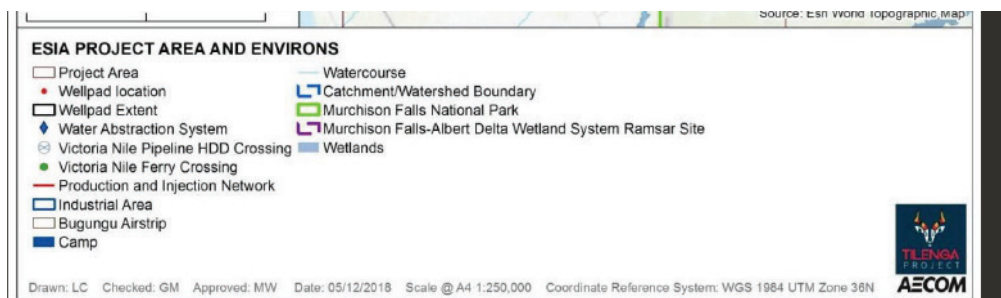 Source: Esri World Topographic Map
ESIA PROJECT AREA AND ENVIRONS
Project Area
Wellpad location
Wellpad Extent
Water Abstraction System
Victoria Nile Pipeline HDD Crossing
Victoria Nile Ferry Crossing
Production and Injection Network
Industrial Area
Bugungu Airstrip
Camp
Watercourse
Catchment/Watershed Boundary
Murchison Falls National Park
Murchison Falls-Albert Delta Wetland System Ramsar Site
Wetlands
TILENGA
PROJECT
AECOM
Drawn: LC Checked: GM Approved: MW Date: 05/12/2018 Scale @ A4 1:250,000 Coordinate Reference System: WGS 1984 UTM Zone 36N